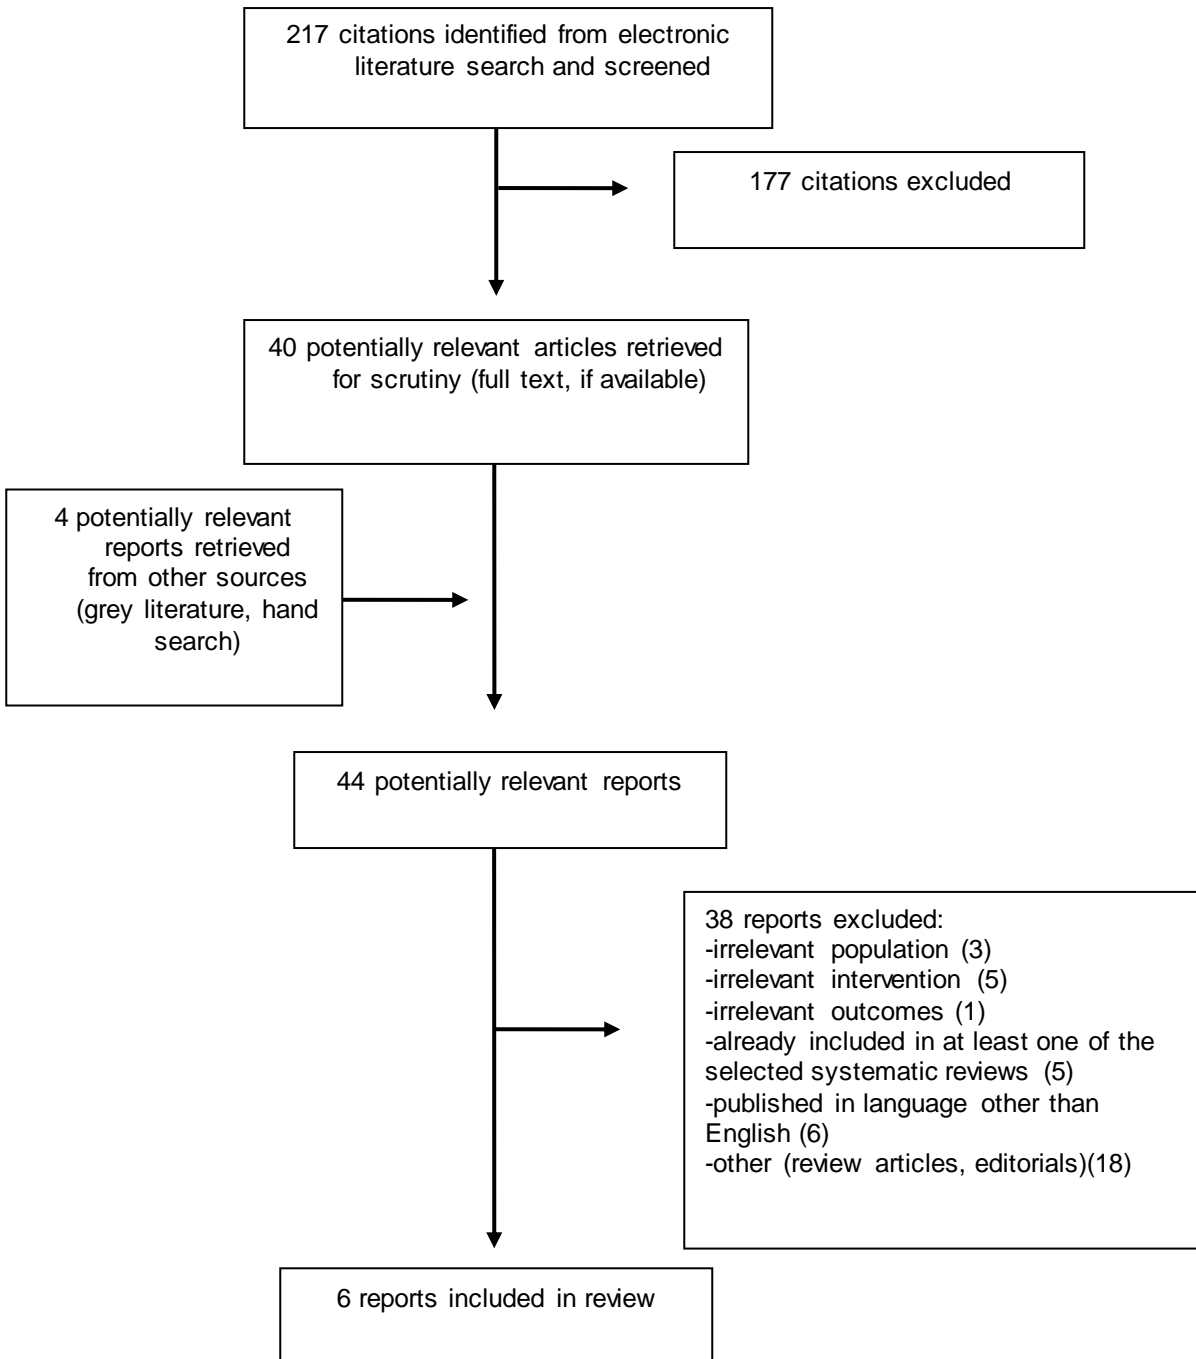 217 citations identified from electronic
literature search and screened
177 citations excluded
40 potentially relevant articles retrieved
for scrutiny (full text, if available)
4 potentially relevant
reports retrieved
from other sources
(grey literature, hand
search)
44 potentially relevant reports
38 reports excluded:
-irrelevant population (3)
-irrelevant intervention (5)
-irrelevant outcomes (1)
-already included in at least one of the
selected systematic reviews (5)
-published in language other than
English (6)
-other (review articles, editorials)(18)
6 reports included in review